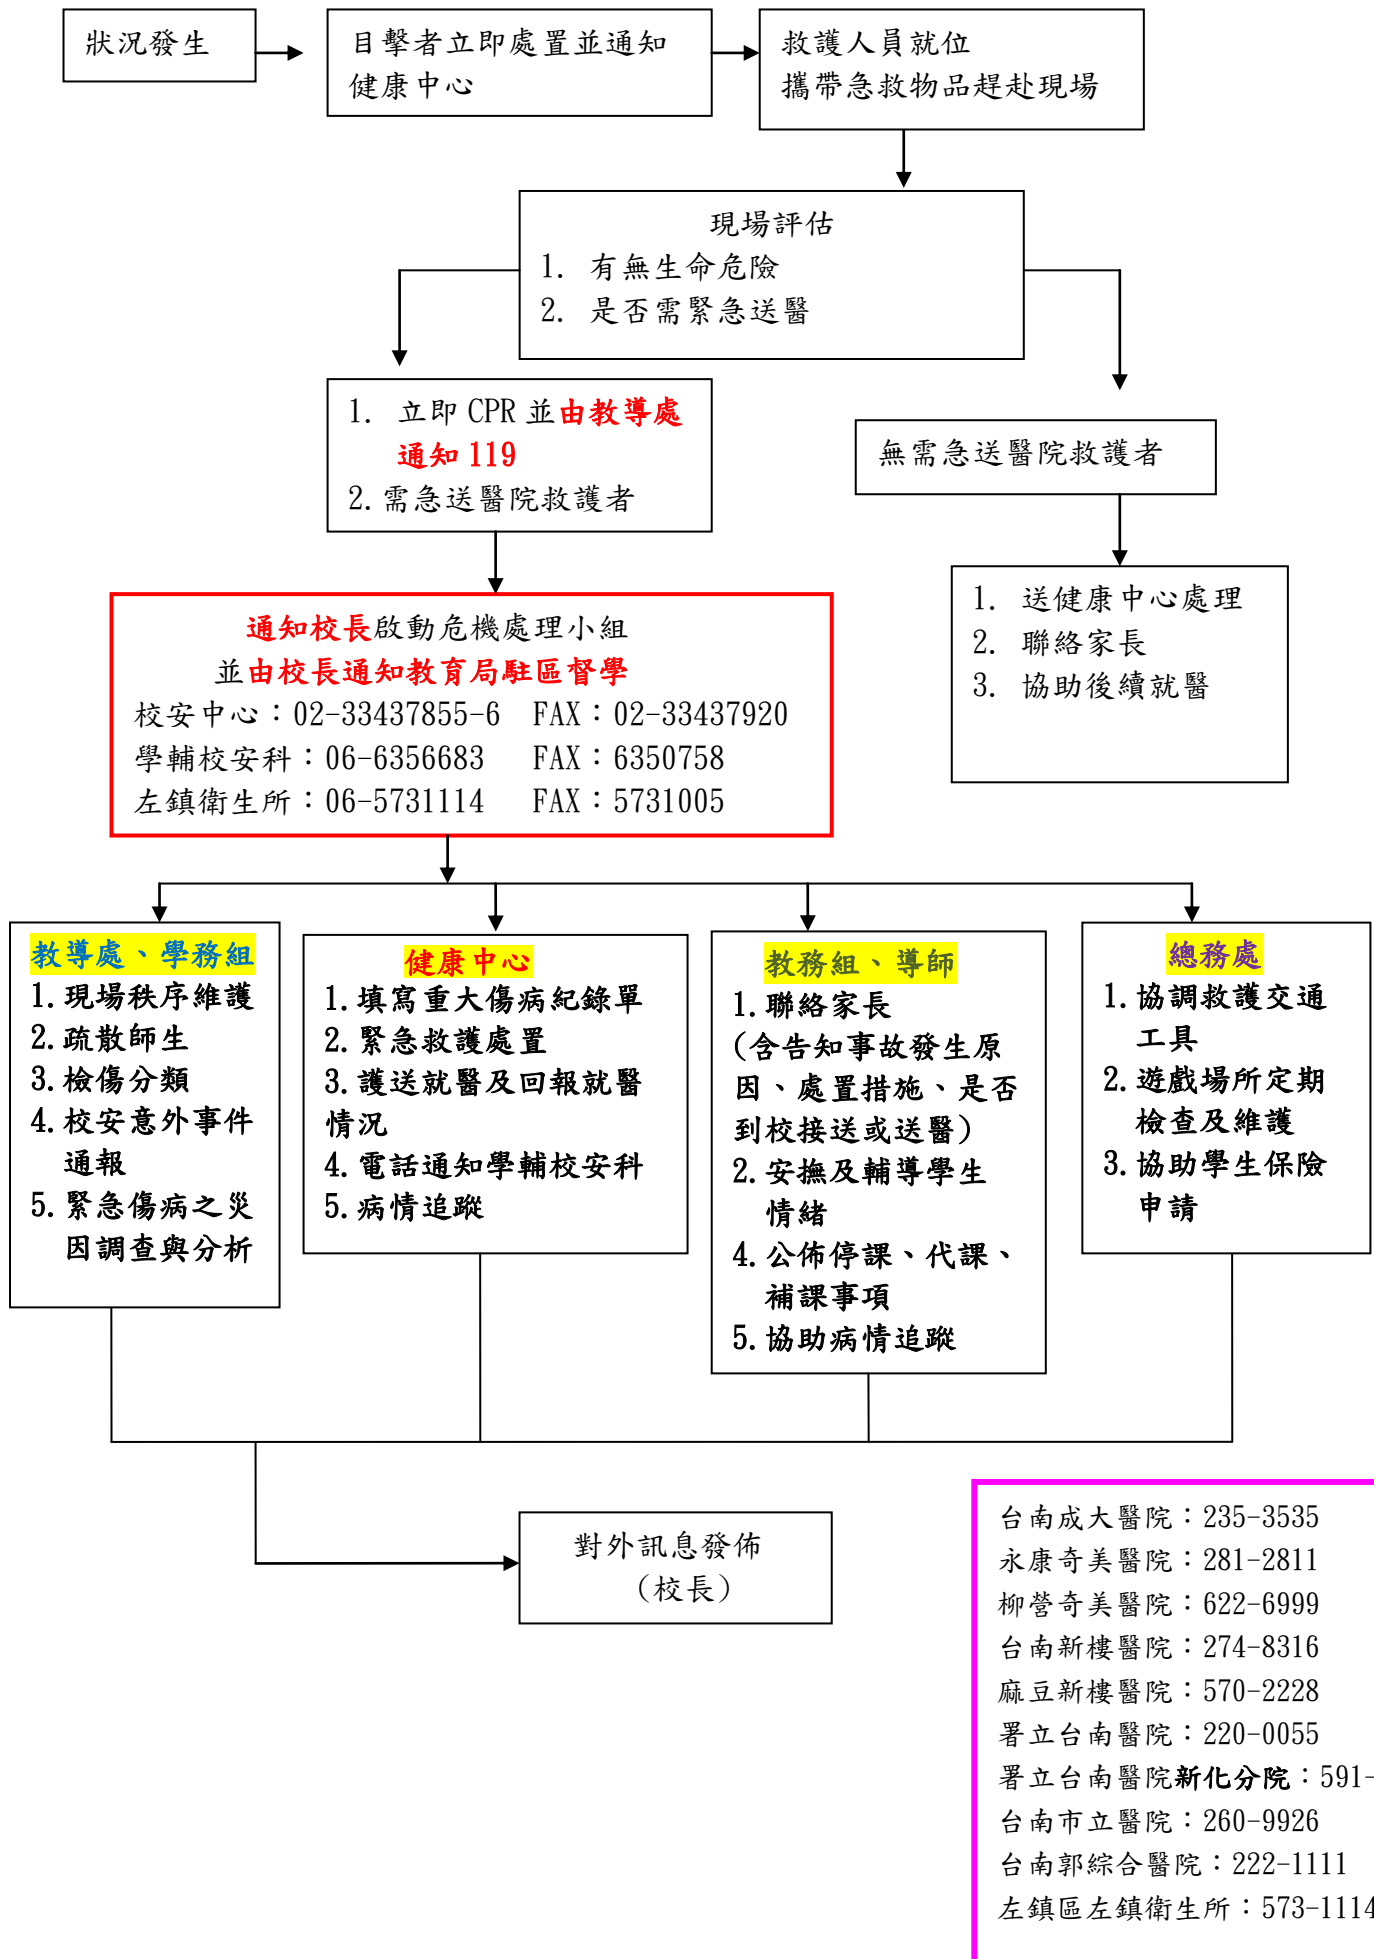 狀況發生
目擊者立即處置並通知
健康中心
救護人員就位
攜帶急救物品趕赴現場
現場評估
1. 有無生命危險
2. 是否需緊急送醫
1. 立即 CPR 並由教導處
通知 119
2.需急送醫院救護者
無需急送醫院救護者
1. 送健康中心處理
2. 聯絡家長
3. 協助後續就醫
通知校長啟動危機處理小組
並由校長通知教育局駐區督學
校安中心：02-33437855-6 FAX：02-33437920
學輔校安科：06-6356683 FAX：6350758
左鎮衛生所：06-5731114 FAX：5731005
教導處、學務組
1.現場秩序維護
2.疏散師生
3.檢傷分類
4.校安意外事件
通報
5.緊急傷病之災
因調查與分析
健康中心
1.填寫重大傷病紀錄單
2.緊急救護處置
3.護送就醫及回報就醫
情況
4.電話通知學輔校安科
5.病情追蹤
教務組、導師
1.聯絡家長
(含告知事故發生原
因、處置措施、是否
到校接送或送醫)
2.安撫及輔導學生
情緒
4.公佈停課、代課、
補課事項
5.協助病情追蹤
總務處
1.協調救護交通
工具
2.遊戲場所定期
檢查及維護
3.協助學生保險
申請
對外訊息發佈
(校長)
台南成大醫院：235-3535
永康奇美醫院：281-2811
柳營奇美醫院：622-6999
台南新樓醫院：274-8316
麻豆新樓醫院：570-2228
署立台南醫院：220-0055
署立台南醫院新化分院：591-
台南市立醫院：260-9926
台南郭綜合醫院：222-1111
左鎮區左鎮衛生所：573-1114